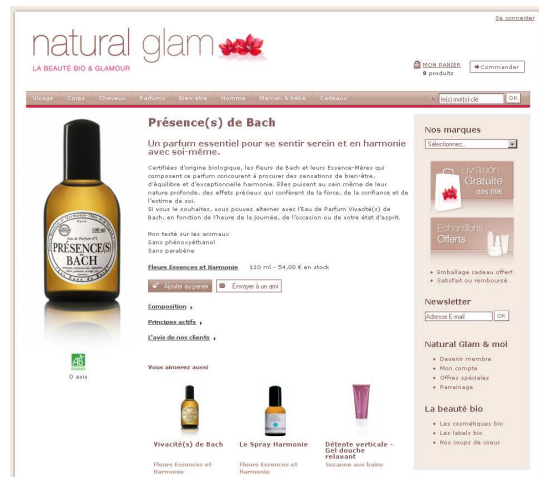 Se connecter
natural glam
LA BEAUTÉ BIO & GLAMOUR
MON PANIER
0 produits
Commander
Visage Corps Cheveux Parfums Bien-être Homme Maman & bébé Cadeaux
le(s) mot(s)-clé OK
Présence(s) de Bach
Un parfum essentiel pour se sentir serein et en harmonie
avec soi-même.
Certifiées d'origine biologique, les fleurs de Bach et leurs Essence-Mères qui
composent ce parfum concourent à procurer des sensations de bien-être,
d'équilibre et d'exceptionnelle harmonie. Elles puisent au sein même de leur
nature profonde, des effets précieux qui confèrent de la force, de la confiance et de
l'estime de soi.
Si vous le souhaitez, vous pouvez alterner avec l'Eau de Parfum Vivacité(s) de
Bach, en fonction de l'heure de la journée, de l'occasion ou de votre état d'esprit.
Non testé sur les animaux
Sans phénoxyéthanol
Sans parabène
Fleurs Essences et Harmonie 110 ml - 54,00 € en stock
Ajouter au panier Envoyer à un ami
Composition
Principes actifs
L'avis de nos clients
Paris
Eau de Parfum n°1
PRÉSENCE(S)
DE
BACH
AB
0 avis
Vous aimerez aussi
Vivacité(s) de Bach
Fleurs Essences et
Harmonie
Le Spray Harmonie
Fleurs Essences et
Harmonie
Détente verticale -
Gel douche
relaxant
Suzanne aux bains
Nos marques
Sélectionnez...
Livraison
Gratuite
dès 69€
Echantillons
Offerts
Emballage cadeau offert
Satisfait ou remboursé
Newsletter
Adresse E-mail OK
Natural Glam & moi
Devenir membre
Mon compte
Offres spéciales
Parrainage
La beauté bio
Les cosmétiques bio
Les labels bio
Nos coups de coeur